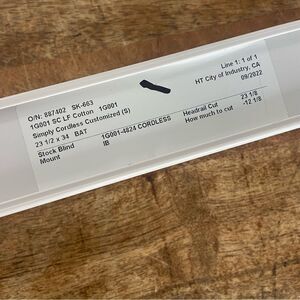 O/N: 887402 SK-663
Line 1: 1 of 1
1G001 SC LF Cotton 1G001
HT City of Industry, CA
Simply Cordless Customized (S)
09/2022
23 1/2 x 34 BAT
Stock Blind 1G001-4824 CORDLESS
Headrail Cut 23 1/8
Mount IB
How much to cut -12 1/8